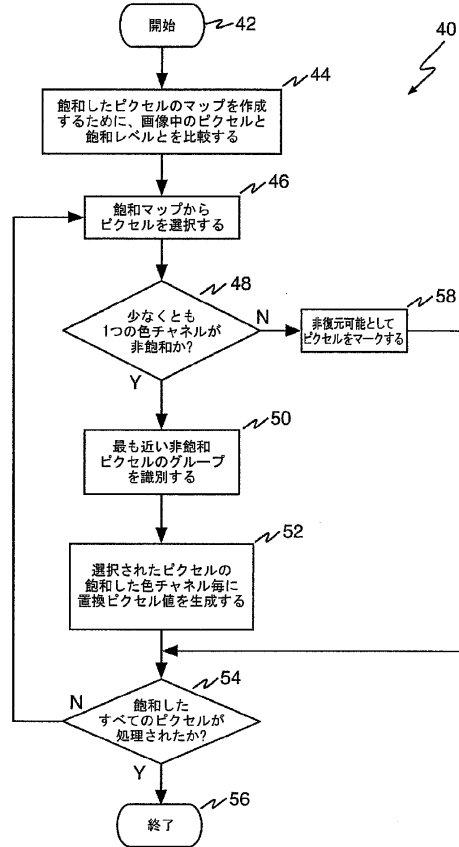 開始
42
40
44
飽和したピクセルのマップを作成
するために、画像中のピクセルと
飽和レベルとを比較する
46
飽和マップから
ピクセルを選択する
48
少なくとも
1つの色チャネルが
非飽和か?
N
58
非復元可能として
ピクセルをマークする
Y
50
最も近い非飽和
ピクセルのグループ
を識別する
52
選択されたピクセルの
飽和した色チャネル毎に
置換ピクセル値を生成する
54
N
飽和した
すべてのピクセルが
処理されたか?
Y
56
終了